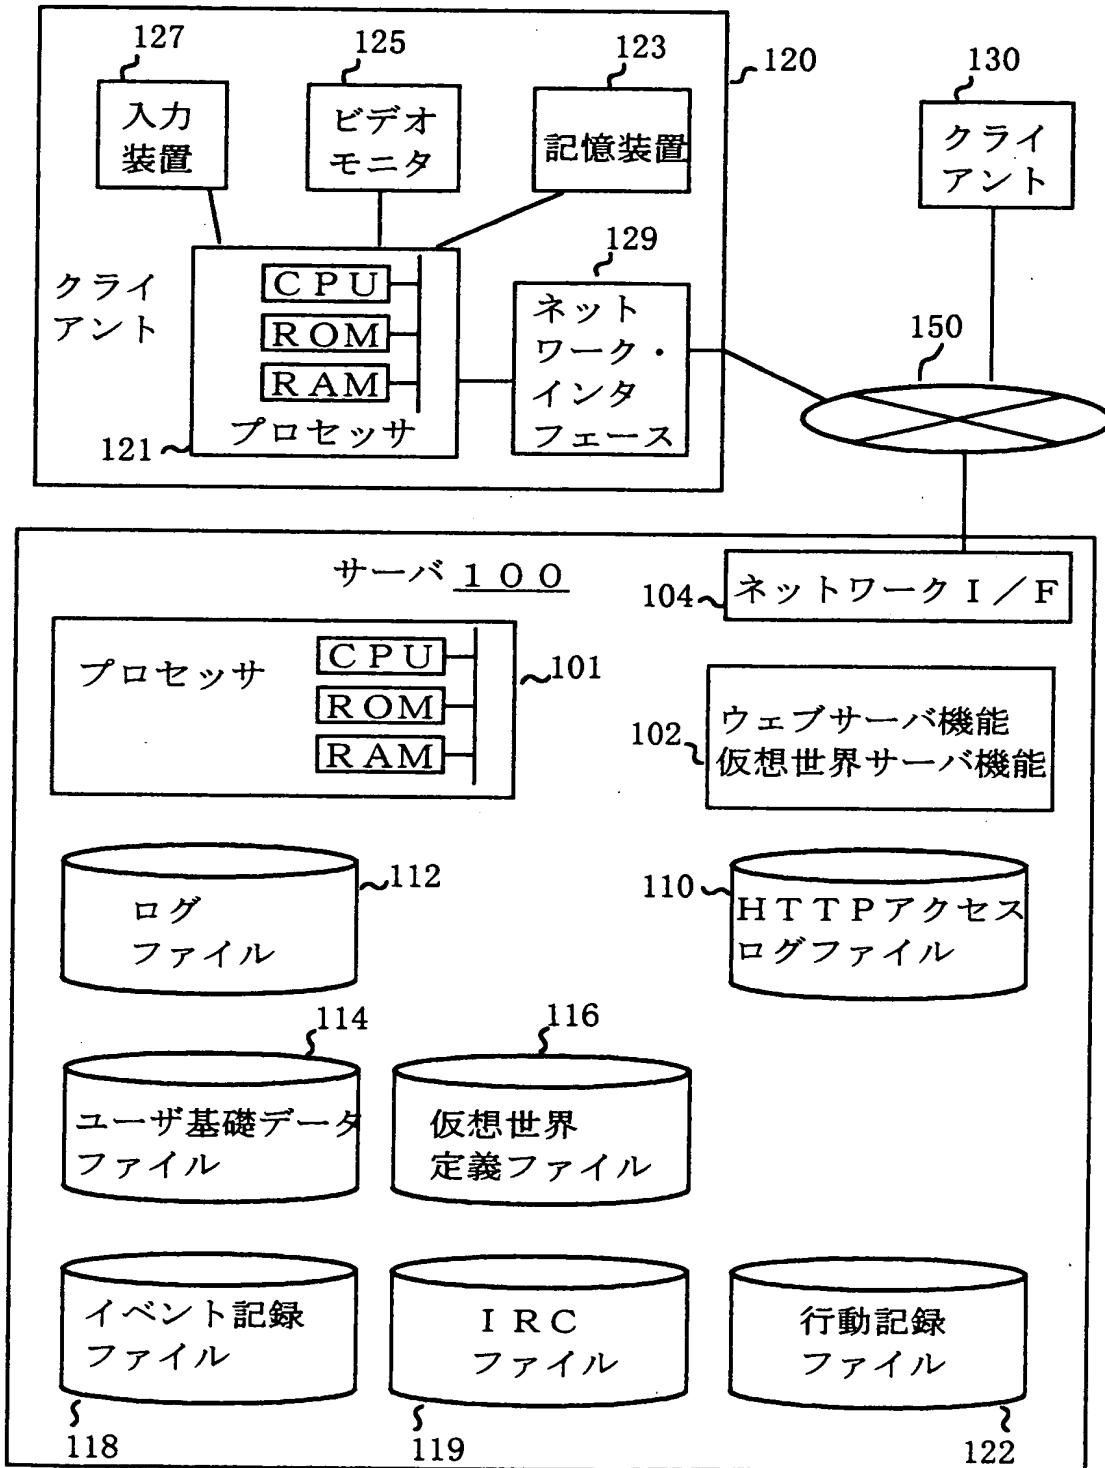 127
125
123
120
130
入力
装置
ビデオ
モニタ
記憶装置
クライ
アント
クライ
アント
CPU
ROM
RAM
プロセッサ
121
129
ネット
ワーク・
インタ
フェース
150
サーバ 100
104
ネットワークI／F
プロセッサ
CPU
ROM
RAM
101
102
ウェブサーバ機能
仮想世界サーバ機能
112
ログ
ファイル
110
HTTPアクセス
ログファイル
114
ユーザ基礎データ
ファイル
116
仮想世界
定義ファイル
イベント記録
ファイル
118
IRC
ファイル
119
行動記録
ファイル
122